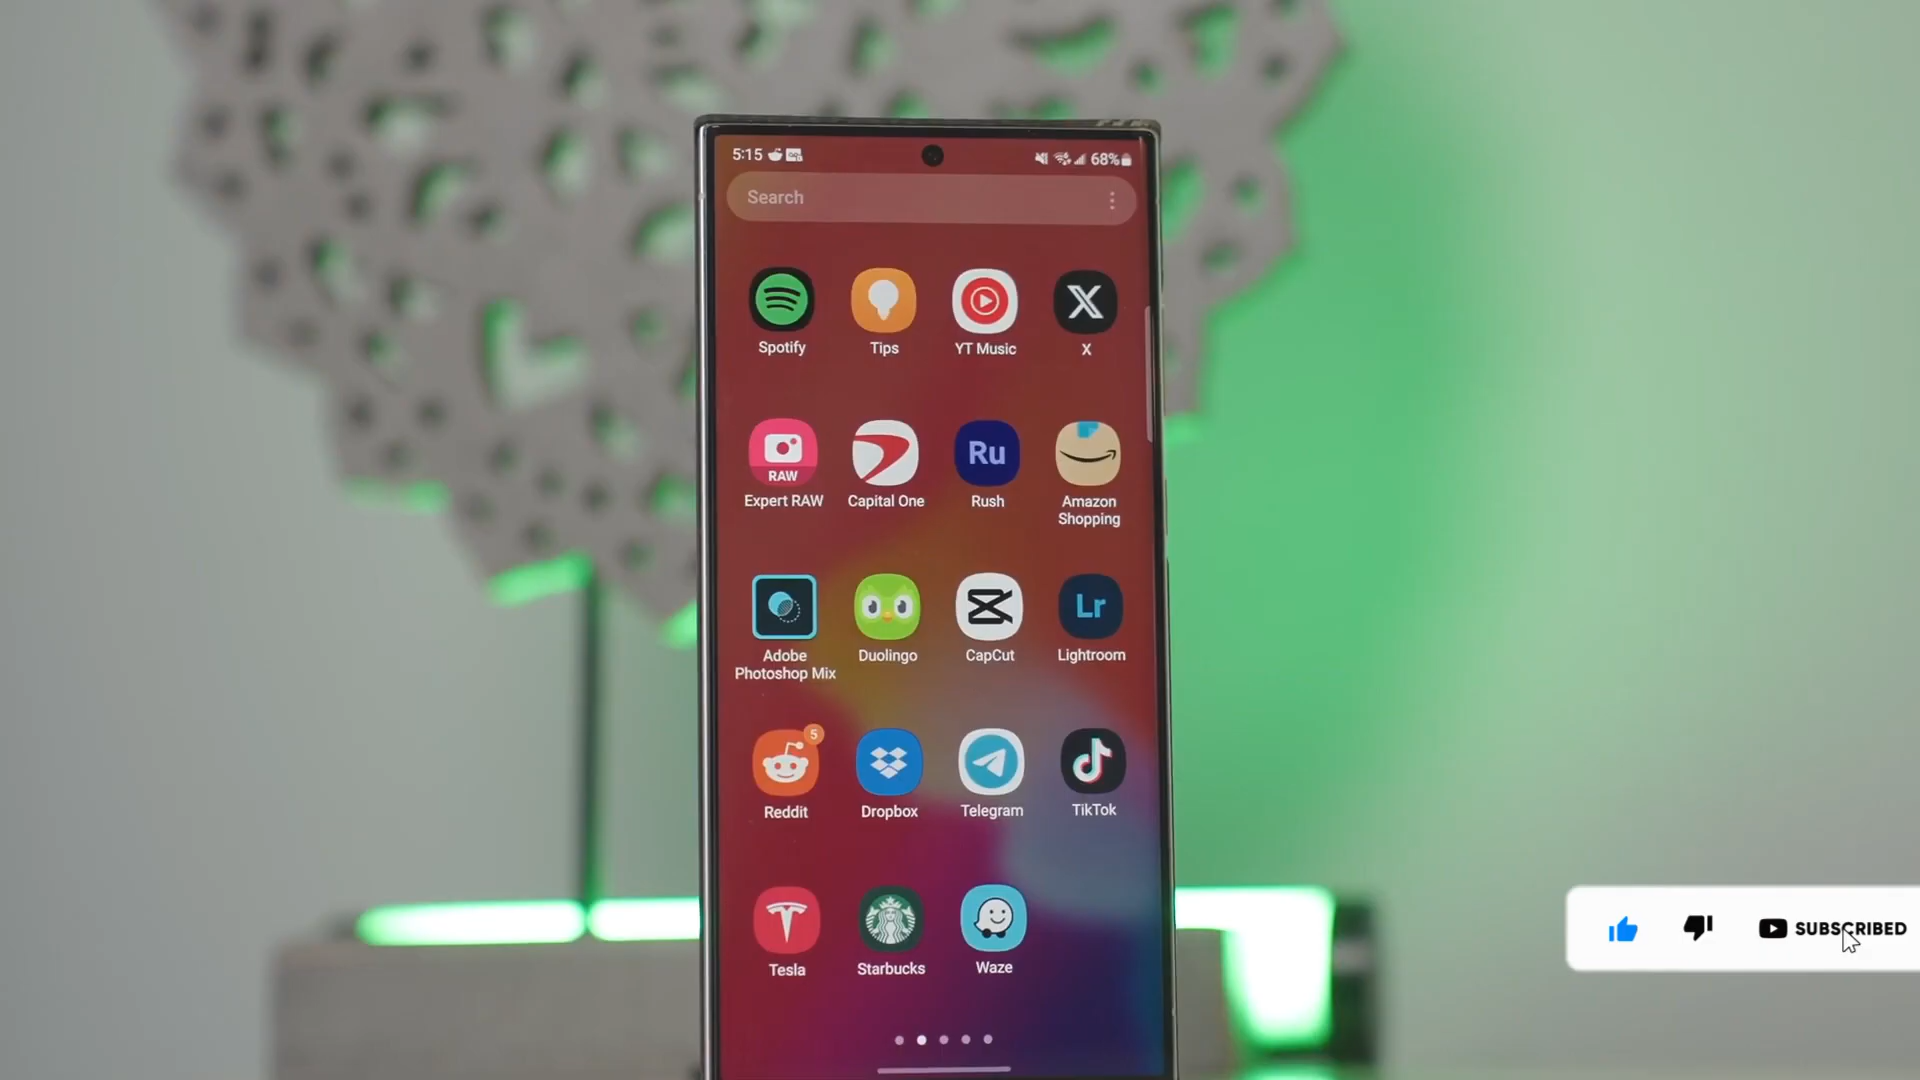 5:15 68%
Search
Spotify Tips YT Music X
RAW Ru
Expert RAW Capital One Rush Amazon
Shopping
Lr
Adobe Duolingo CapCut Lightroom
Photoshop Mix
5
Reddit Dropbox Telegram TikTok
Tesla Starbucks Waze
SUBSCRIBED